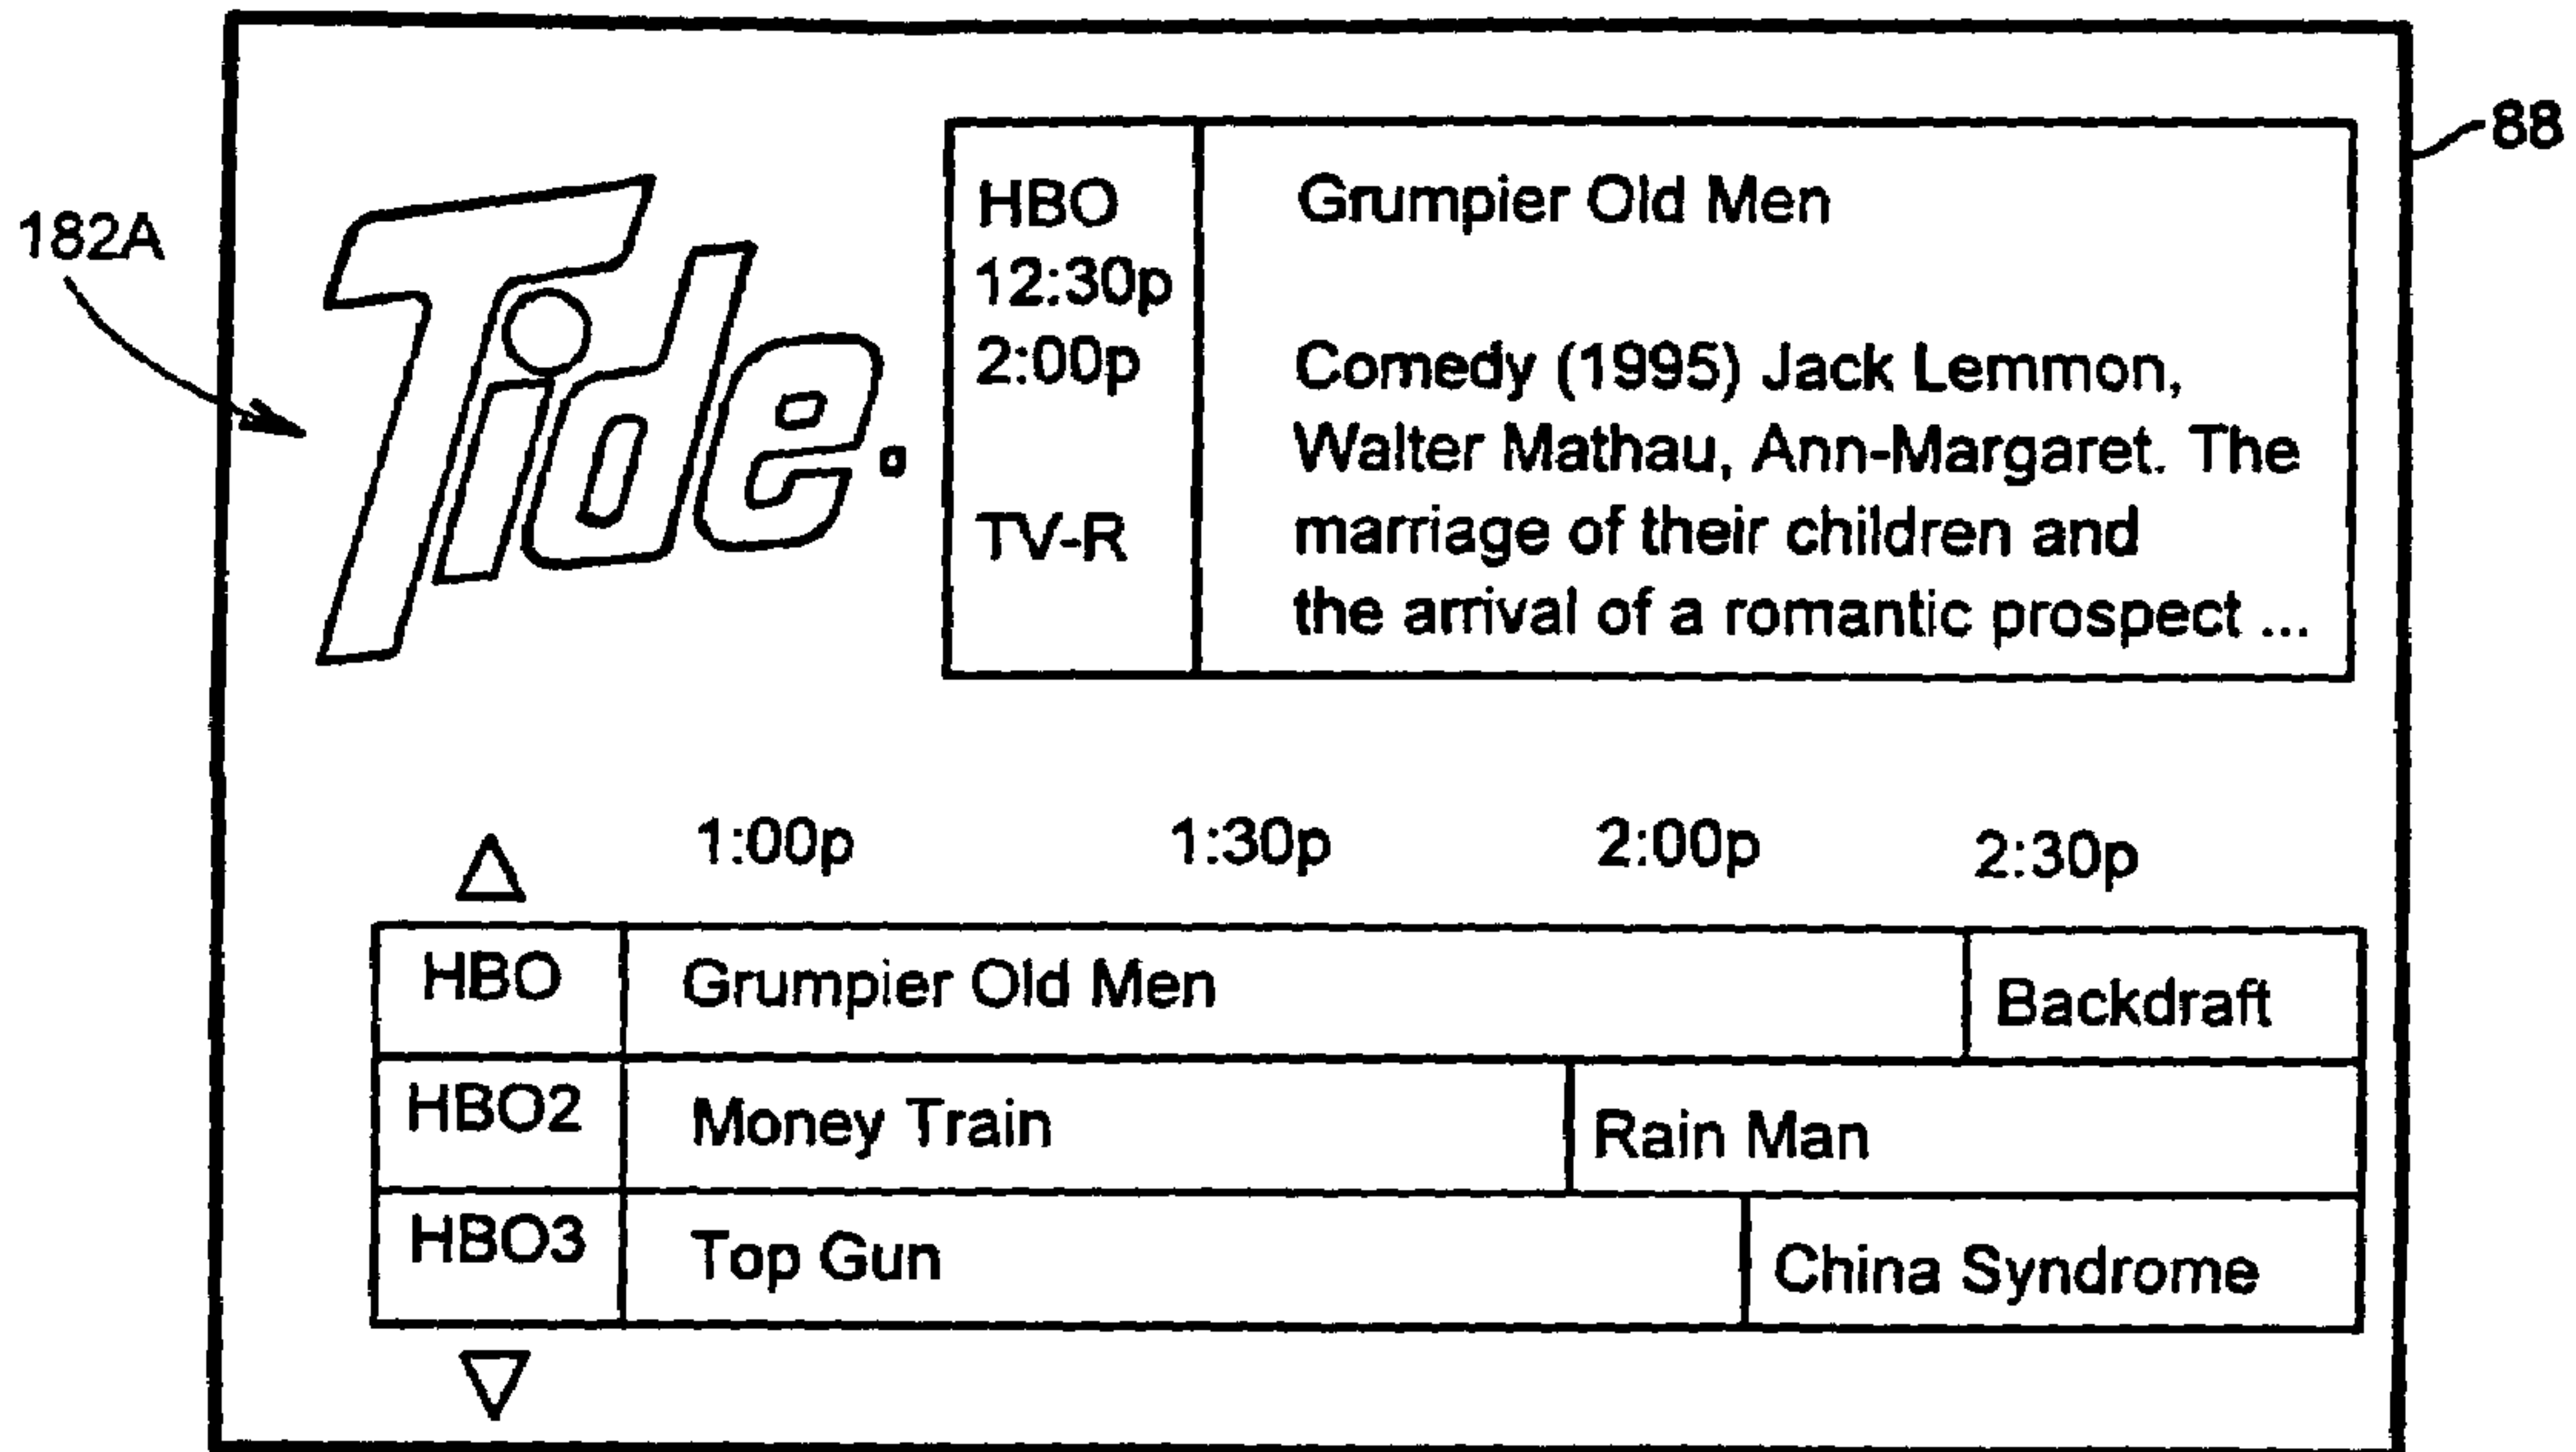 88
182A
Tide.
HBO
12:30p
2:00p
TV-R
Grumpier Old Men
Comedy (1995) Jack Lemmon,
Walter Mathau, Ann-Margaret. The
marriage of their children and
the arrival of a romantic prospect ...
1:00p 1:30p 2:00p 2:30p
HBO Grumpier Old Men Backdraft
HBO2 Money Train Rain Man
HBO3 Top Gun China Syndrome